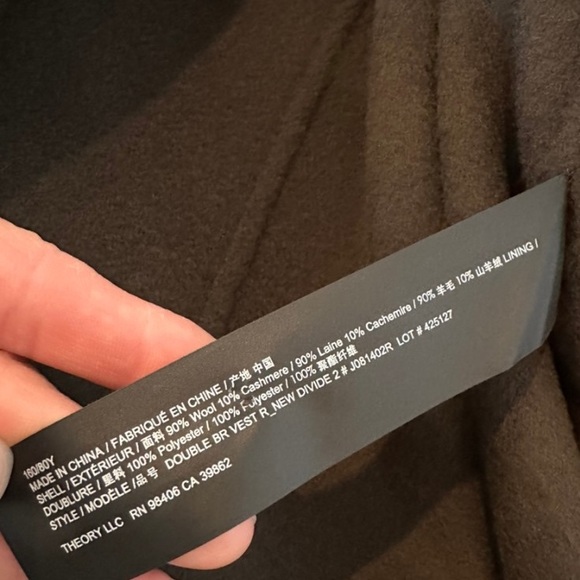 160/80Y
MADE IN CHINA / FABRIQUÉ EN CHINE / 产地 中国
SHELL / EXTÉRIEUR / 面料 90% Wool 10% Cashmere / 90% Laine 10% Cachemire / 90% 羊毛 10% 山羊绒 LINING /
DOUBLURE / 里料 100% Polyester / 100% Polyester / 100% 聚酯纤维
STYLE / MODÈLE / 品号 DOUBLE BR VEST R_NEW DIVIDE 2 # J081402R LOT # 425127
THEORY LLC RN 98406 CA 39862